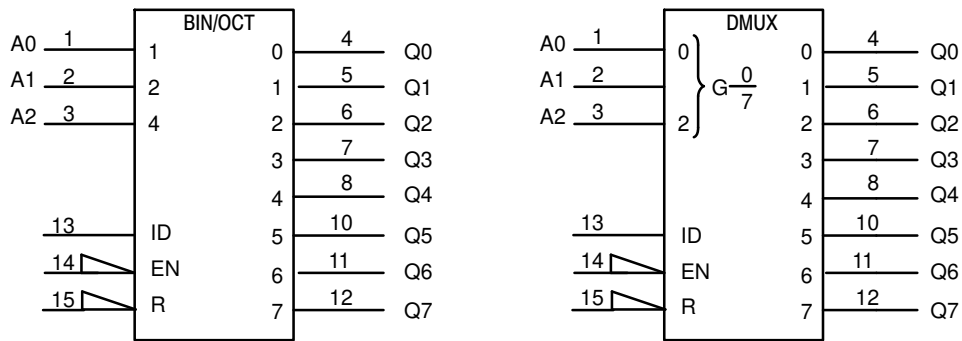 BIN/OCT
A0 1 1 0 4 Q0
A1 2 2 1 5 Q1
A2 3 4 2 6 Q2
3 7 Q3
4 8 Q4
13 ID 5 10 Q5
14 EN 6 11 Q6
15 R 7 12 Q7
DMUX
A0 1 0 0 4 Q0
A1 2 G 0/7 1 5 Q1
A2 3 2 2 6 Q2
3 7 Q3
4 8 Q4
13 ID 5 10 Q5
14 EN 6 11 Q6
15 R 7 12 Q7